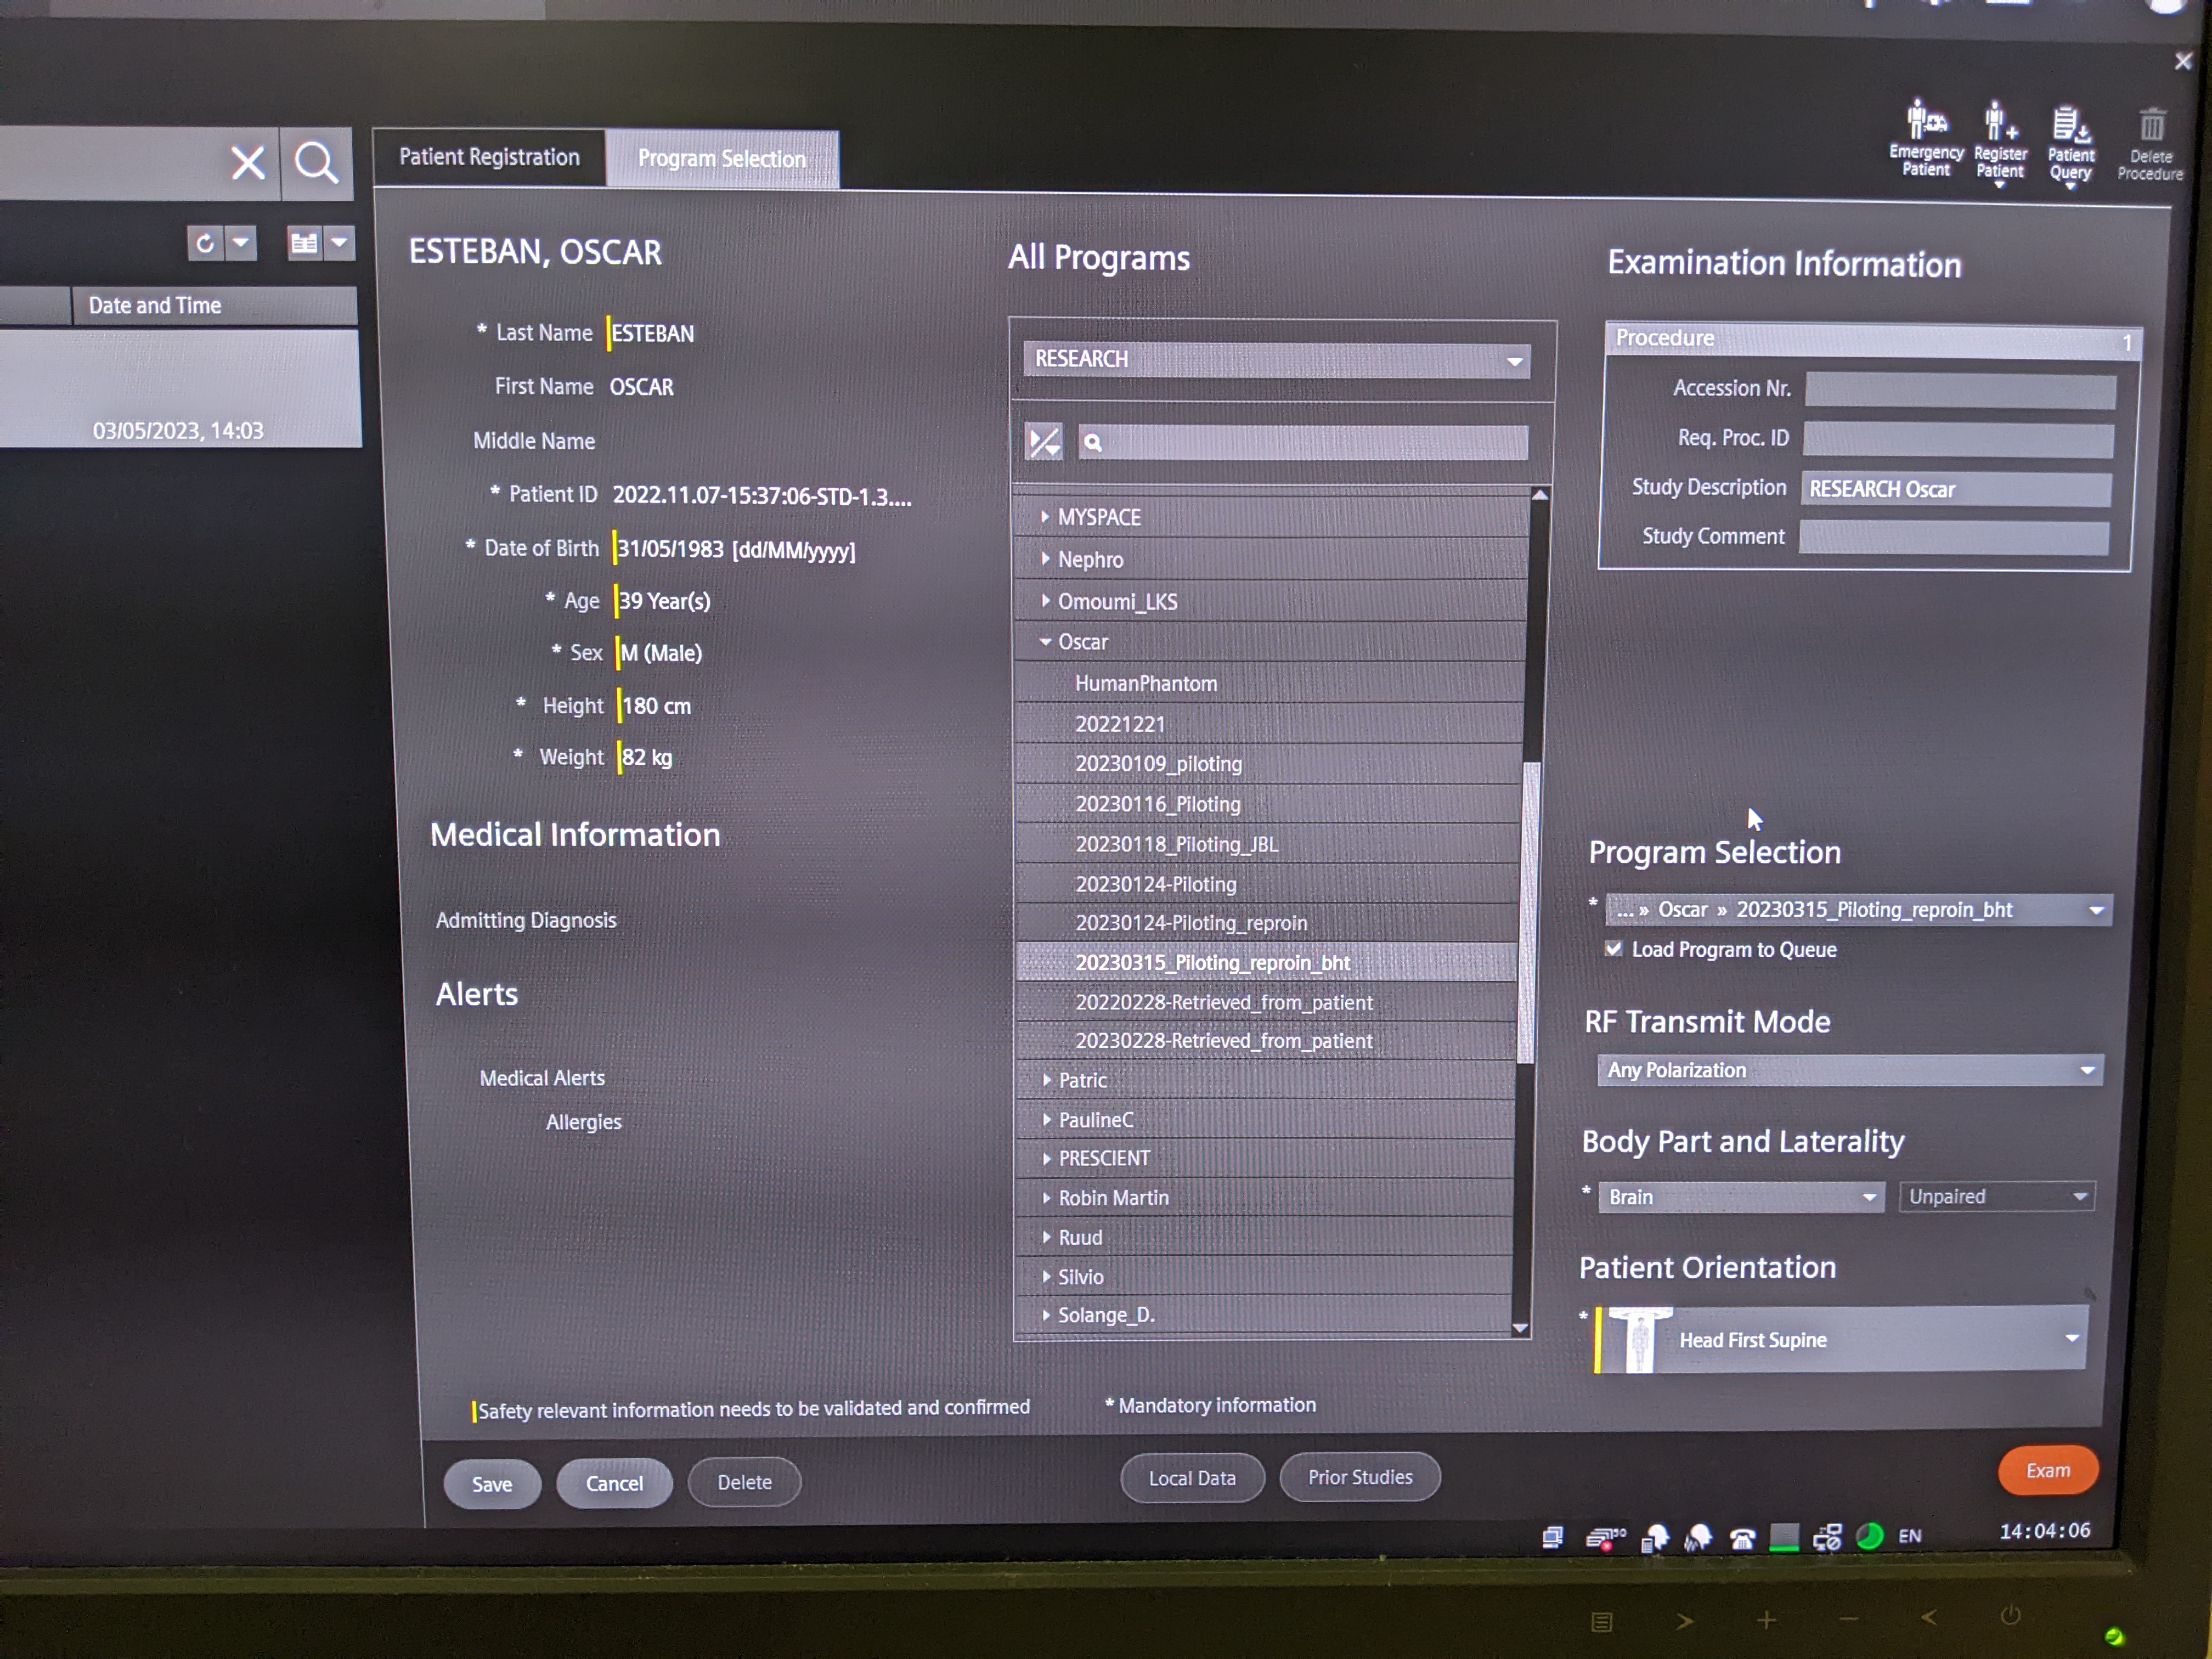 Emergency
Patient
Register
Patient
Patient
Query
Delete
Procedure
Date and Time
03/05/2023, 14:03
Patient Registration
Program Selection
ESTEBAN, OSCAR
* Last Name ESTEBAN
First Name OSCAR
Middle Name
* Patient ID 2022.11.07-15:37:06-STD-1.3....
* Date of Birth 31/05/1983 [dd/MM/yyyy]
* Age 39 Year(s)
* Sex M (Male)
* Height 180 cm
* Weight 82 kg
Medical Information
Admitting Diagnosis
Alerts
Medical Alerts
Allergies
All Programs
RESEARCH
MYSPACE
Nephro
Omoumi_LKS
Oscar
HumanPhantom
20221221
20230109_piloting
20230116_Piloting
20230118_Piloting_JBL
20230124-Piloting
20230124-Piloting_reproin
20230315_Piloting_reproin_bht
20220228-Retrieved_from_patient
20230228-Retrieved_from_patient
Patric
PaulineC
PRESCIENT
Robin Martin
Ruud
Silvio
Solange_D.
Examination Information
Procedure 1
Accession Nr.
Req. Proc. ID
Study Description RESEARCH Oscar
Study Comment
Program Selection
* ... » Oscar » 20230315_Piloting_reproin_bht
Load Program to Queue
RF Transmit Mode
Any Polarization
Body Part and Laterality
* Brain Unpaired
Patient Orientation
* Head First Supine
Safety relevant information needs to be validated and confirmed
* Mandatory information
Save Cancel Delete
Local Data Prior Studies
Exam
EN 14:04:06